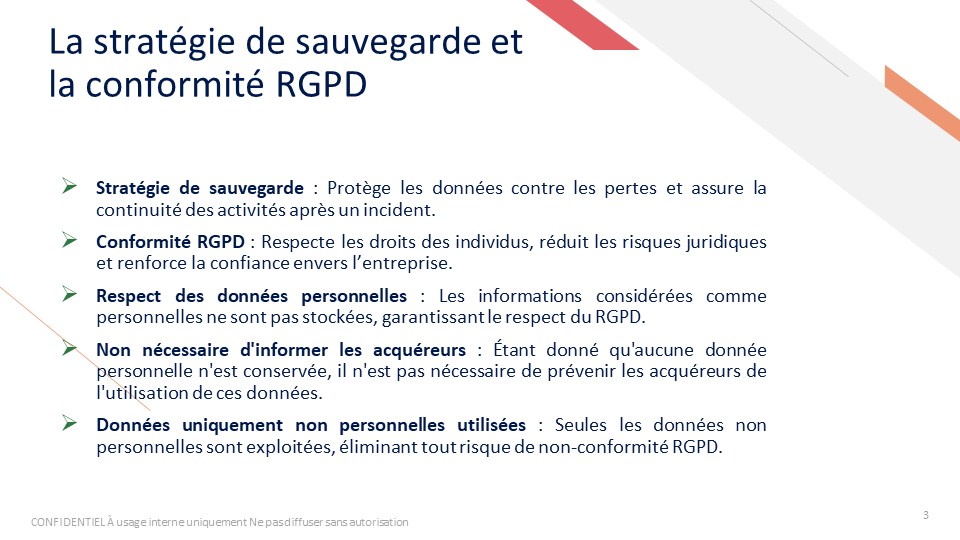 La stratégie de sauvegarde et
la conformité RGPD
➢ Stratégie de sauvegarde : Protège les données contre les pertes et assure la
continuité des activités après un incident.
➢ Conformité RGPD : Respecte les droits des individus, réduit les risques juridiques
et renforce la confiance envers l’entreprise.
➢ Respect des données personnelles : Les informations considérées comme
personnelles ne sont pas stockées, garantissant le respect du RGPD.
➢ Non nécessaire d'informer les acquéreurs : Étant donné qu'aucune donnée
personnelle n'est conservée, il n'est pas nécessaire de prévenir les acquéreurs de
l'utilisation de ces données.
➢ Données uniquement non personnelles utilisées : Seules les données non
personnelles sont exploitées, éliminant tout risque de non-conformité RGPD.
CONFIDENTIEL À usage interne uniquement Ne pas diffuser sans autorisation
3